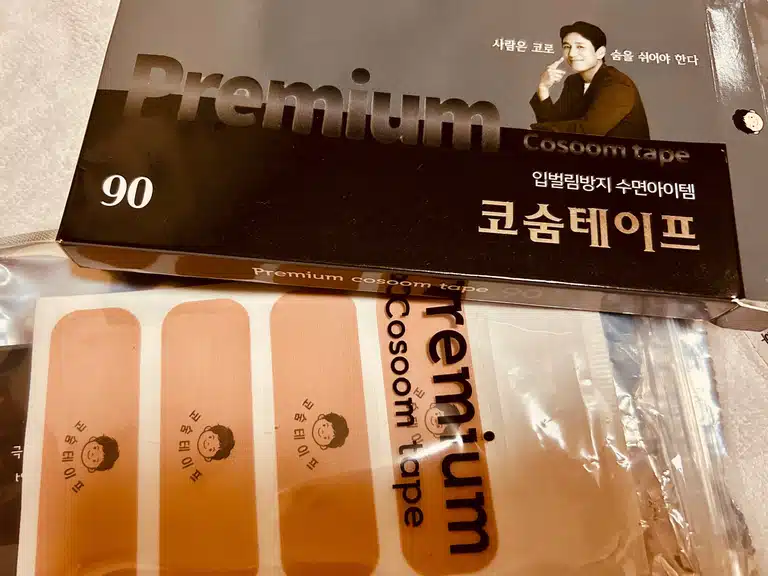 사람은 코로 숨을 쉬어야 한다
Premium
Cosoom tape
90
입벌림방지 수면아이템
코숨테이프
Premium cosoom tape 90
Premium
Cosoom tape
코숨테이프
코숨테이프
코숨테이프